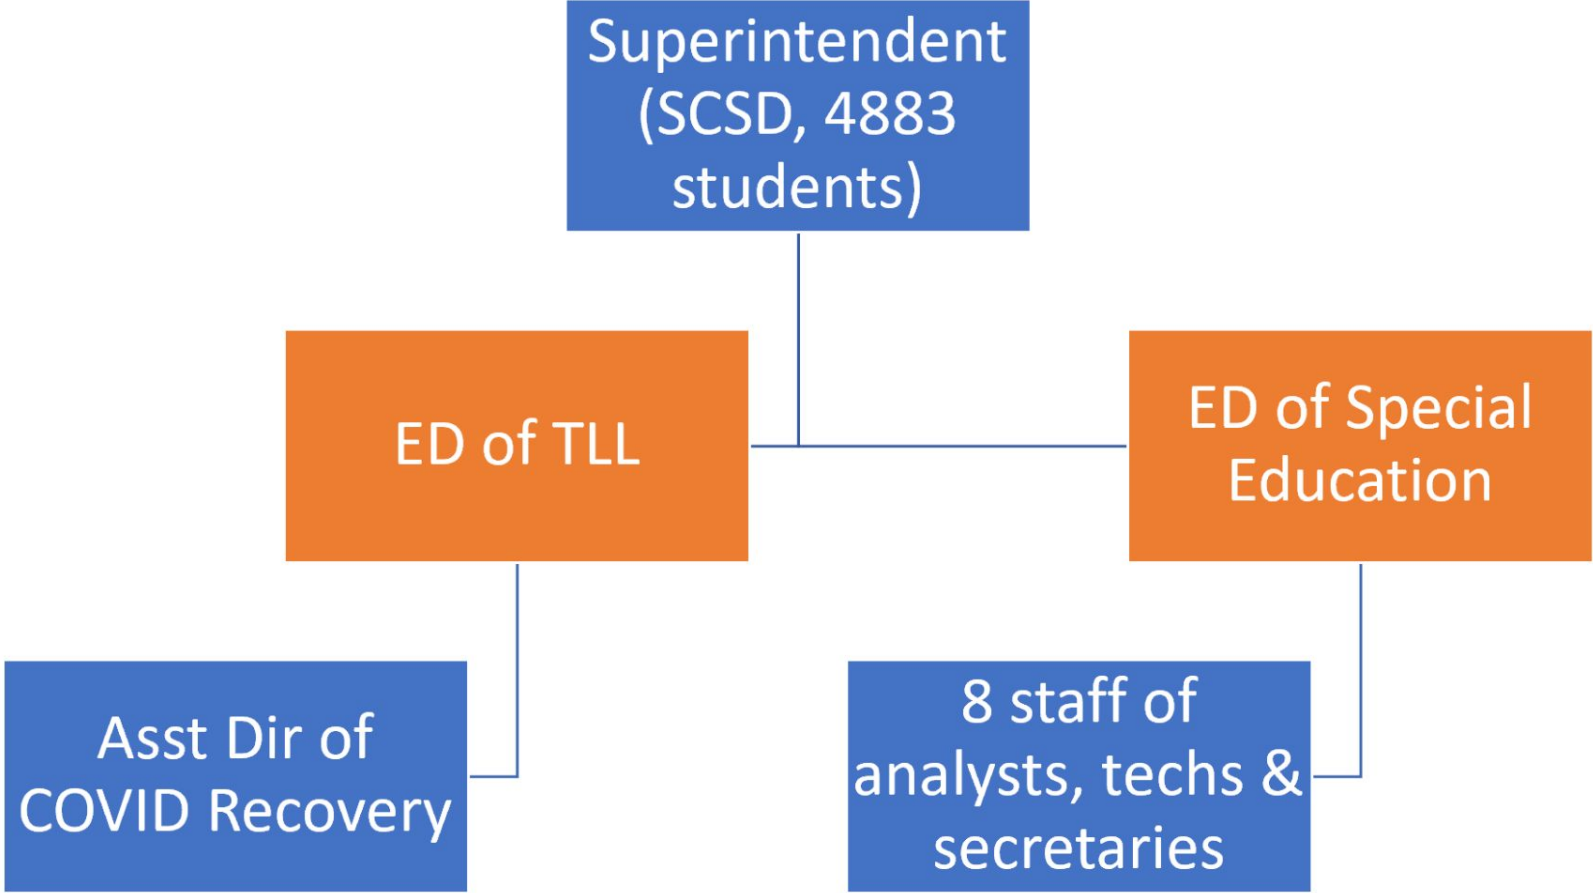 Superintendent
(SCSD, 4883
students)
ED of TLL
ED of Special
Education
Asst Dir of
COVID Recovery
8 staff of
analysts, techs &
secretaries